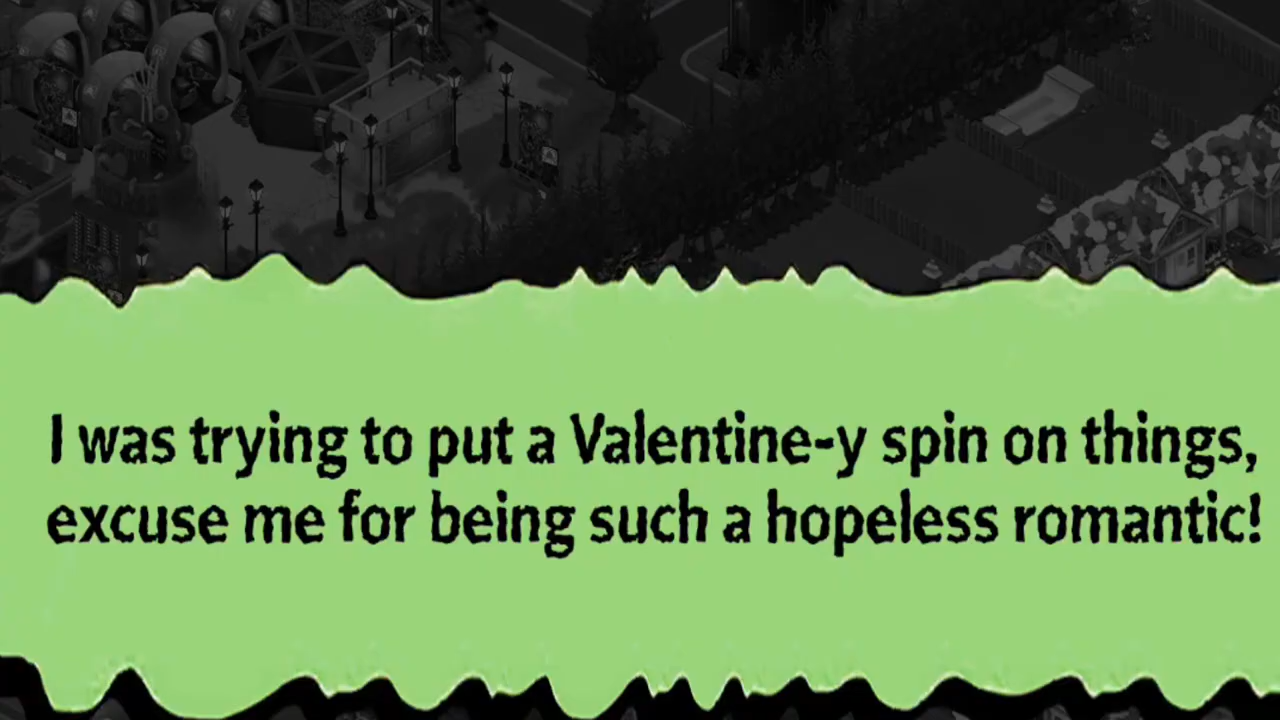 I was trying to put a Valentine-y spin on things,
excuse me for being such a hopeless romantic!